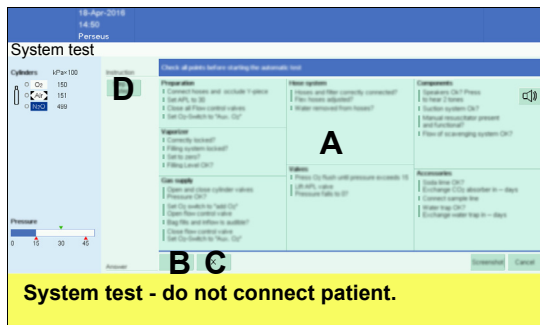 18-Apr-2016
14:50
Perseus
System test
Cylinders kPa×100
O₂ 150
Air 151
N₂O 499
Instruction
D
Check all points before starting the automatic test
Preparation
Connect hoses and occlude Y-piece
Set APL to 30
Close all Flow control valves
Set O₂ Switch to "Aux. O₂"
Vaporizer
Correctly locked?
Filling system locked?
Set to zero?
Filling Level OK?
Gas supply
Open and close cylinder valves
Pressure OK?
Set O₂ switch to "add O₂"
Open flow control valve
Bag fills and inflow is audible?
Close flow control valve
Set O₂-Switch to "Aux. O₂"
Hose system
Hoses and filter correctly connected?
Flex hoses adjusted?
Water removed from hoses?
A
Valves
Press O₂ flush until pressure exceeds 15
Lift APL valve
Pressure falls to 0?
Components
Speakers OK? Press
to hear 2 tones
Suction system OK?
Manual resuscitator present
and functional?
Flow of scavenging system OK?
Accessories
Soda lime OK?
Exchange CO₂ absorber in -- days
Connect sample line
Water trap OK?
Exchange water trap in -- days
Pressure
0 15 30 45
Answer
B
C
X
Screenshot Cancel
System test - do not connect patient.